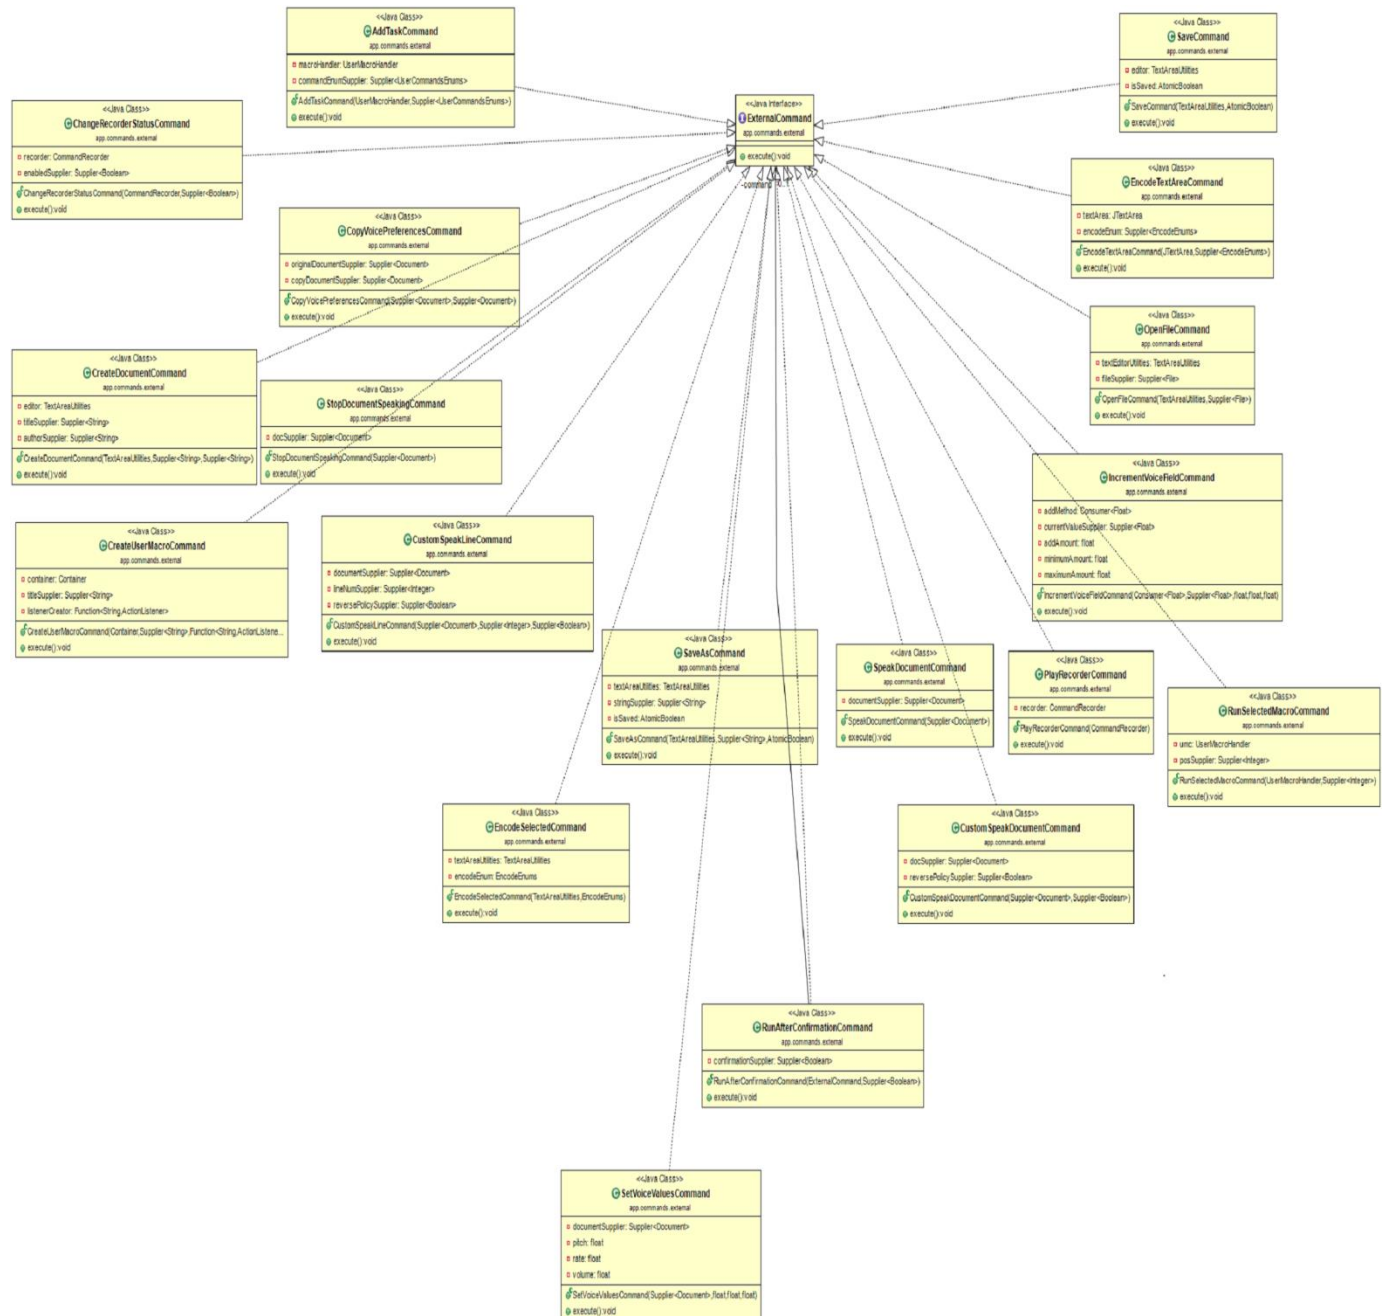 <<Java Class>>
AddTaskCommand
app.commands.external
macroHandler: UserMacroHandler
commandEnumSupplier: Supplier<UserCommandsEnums>
AddTaskCommand(UserMacroHandler,Supplier<UserCommandsEnums>)
execute():void
<<Java Class>>
SaveCommand
app.commands.external
editor: TextAreaUtilities
isSaved: AtomicBoolean
SaveCommand(TextAreaUtilities,AtomicBoolean)
execute():void
<<Java Interface>>
ExternalCommand
app.commands.external
execute():void
-command
<<Java Class>>
ChangeRecorderStatusCommand
app.commands.external
recorder: CommandRecorder
enabledSupplier: Supplier<Boolean>
ChangeRecorderStatusCommand(CommandRecorder,Supplier<Boolean>)
execute():void
<<Java Class>>
EncodeTextAreaCommand
app.commands.external
textArea: JTextArea
encodeEnum: Supplier<EncodeEnums>
EncodeTextAreaCommand(JTextArea,Supplier<EncodeEnums>)
execute():void
<<Java Class>>
CopyVoicePreferencesCommand
app.commands.external
originalDocumentSupplier: Supplier<Document>
copyDocumentSupplier: Supplier<Document>
CopyVoicePreferencesCommand(Supplier<Document>,Supplier<Document>)
execute():void
<<Java Class>>
OpenFileCommand
app.commands.external
textEditorUtilities: TextAreaUtilities
fileSupplier: Supplier<File>
OpenFileCommand(TextAreaUtilities,Supplier<File>)
execute():void
<<Java Class>>
CreateDocumentCommand
app.commands.external
editor: TextAreaUtilities
titleSupplier: Supplier<String>
authorSupplier: Supplier<String>
CreateDocumentCommand(TextAreaUtilities,Supplier<String>,Supplier<String>)
execute():void
<<Java Class>>
StopDocumentSpeakingCommand
app.commands.external
docSupplier: Supplier<Document>
StopDocumentSpeakingCommand(Supplier<Document>)
execute():void
<<Java Class>>
IncrementVoiceFieldCommand
app.commands.external
addMethod: Consumer<Float>
currentValueSupplier: Supplier<Float>
addAmount: float
minimumAmount: float
maximumAmount: float
IncrementVoiceFieldCommand(Consumer<Float>,Supplier<Float>,float,float,float)
execute():void
<<Java Class>>
CreateUserMacroCommand
app.commands.external
container: Container
titleSupplier: Supplier<String>
listenerCreator: Function<String,ActionListener>
CreateUserMacroCommand(Container,Supplier<String>,Function<String,ActionListene...
execute():void
<<Java Class>>
CustomSpeakLineCommand
app.commands.external
documentSupplier: Supplier<Document>
lineNumSupplier: Supplier<Integer>
reversePolicySupplier: Supplier<Boolean>
CustomSpeakLineCommand(Supplier<Document>,Supplier<Integer>,Supplier<Boolean>)
execute():void
<<Java Class>>
SaveAsCommand
app.commands.external
textAreaUtilities: TextAreaUtilities
stringSupplier: Supplier<String>
isSaved: AtomicBoolean
SaveAsCommand(TextAreaUtilities,Supplier<String>,AtomicBoolean)
execute():void
<<Java Class>>
SpeakDocumentCommand
app.commands.external
documentSupplier: Supplier<Document>
SpeakDocumentCommand(Supplier<Document>)
execute():void
<<Java Class>>
PlayRecorderCommand
app.commands.external
recorder: CommandRecorder
PlayRecorderCommand(CommandRecorder)
execute():void
<<Java Class>>
RunSelectedMacroCommand
app.commands.external
umc: UserMacroHandler
posSupplier: Supplier<Integer>
RunSelectedMacroCommand(UserMacroHandler,Supplier<Integer>)
execute():void
<<Java Class>>
EncodeSelectedCommand
app.commands.external
textAreaUtilities: TextAreaUtilities
encodeEnum: EncodeEnums
EncodeSelectedCommand(TextAreaUtilities,EncodeEnums)
execute():void
<<Java Class>>
CustomSpeakDocumentCommand
app.commands.external
docSupplier: Supplier<Document>
reversePolicySupplier: Supplier<Boolean>
CustomSpeakDocumentCommand(Supplier<Document>,Supplier<Boolean>)
execute():void
<<Java Class>>
RunAfterConfirmationCommand
app.commands.external
confirmationSupplier: Supplier<Boolean>
RunAfterConfirmationCommand(ExternalCommand,Supplier<Boolean>)
execute():void
<<Java Class>>
SetVoiceValuesCommand
app.commands.external
documentSupplier: Supplier<Document>
pitch: float
rate: float
volume: float
SetVoiceValuesCommand(Supplier<Document>,float,float,float)
execute():void